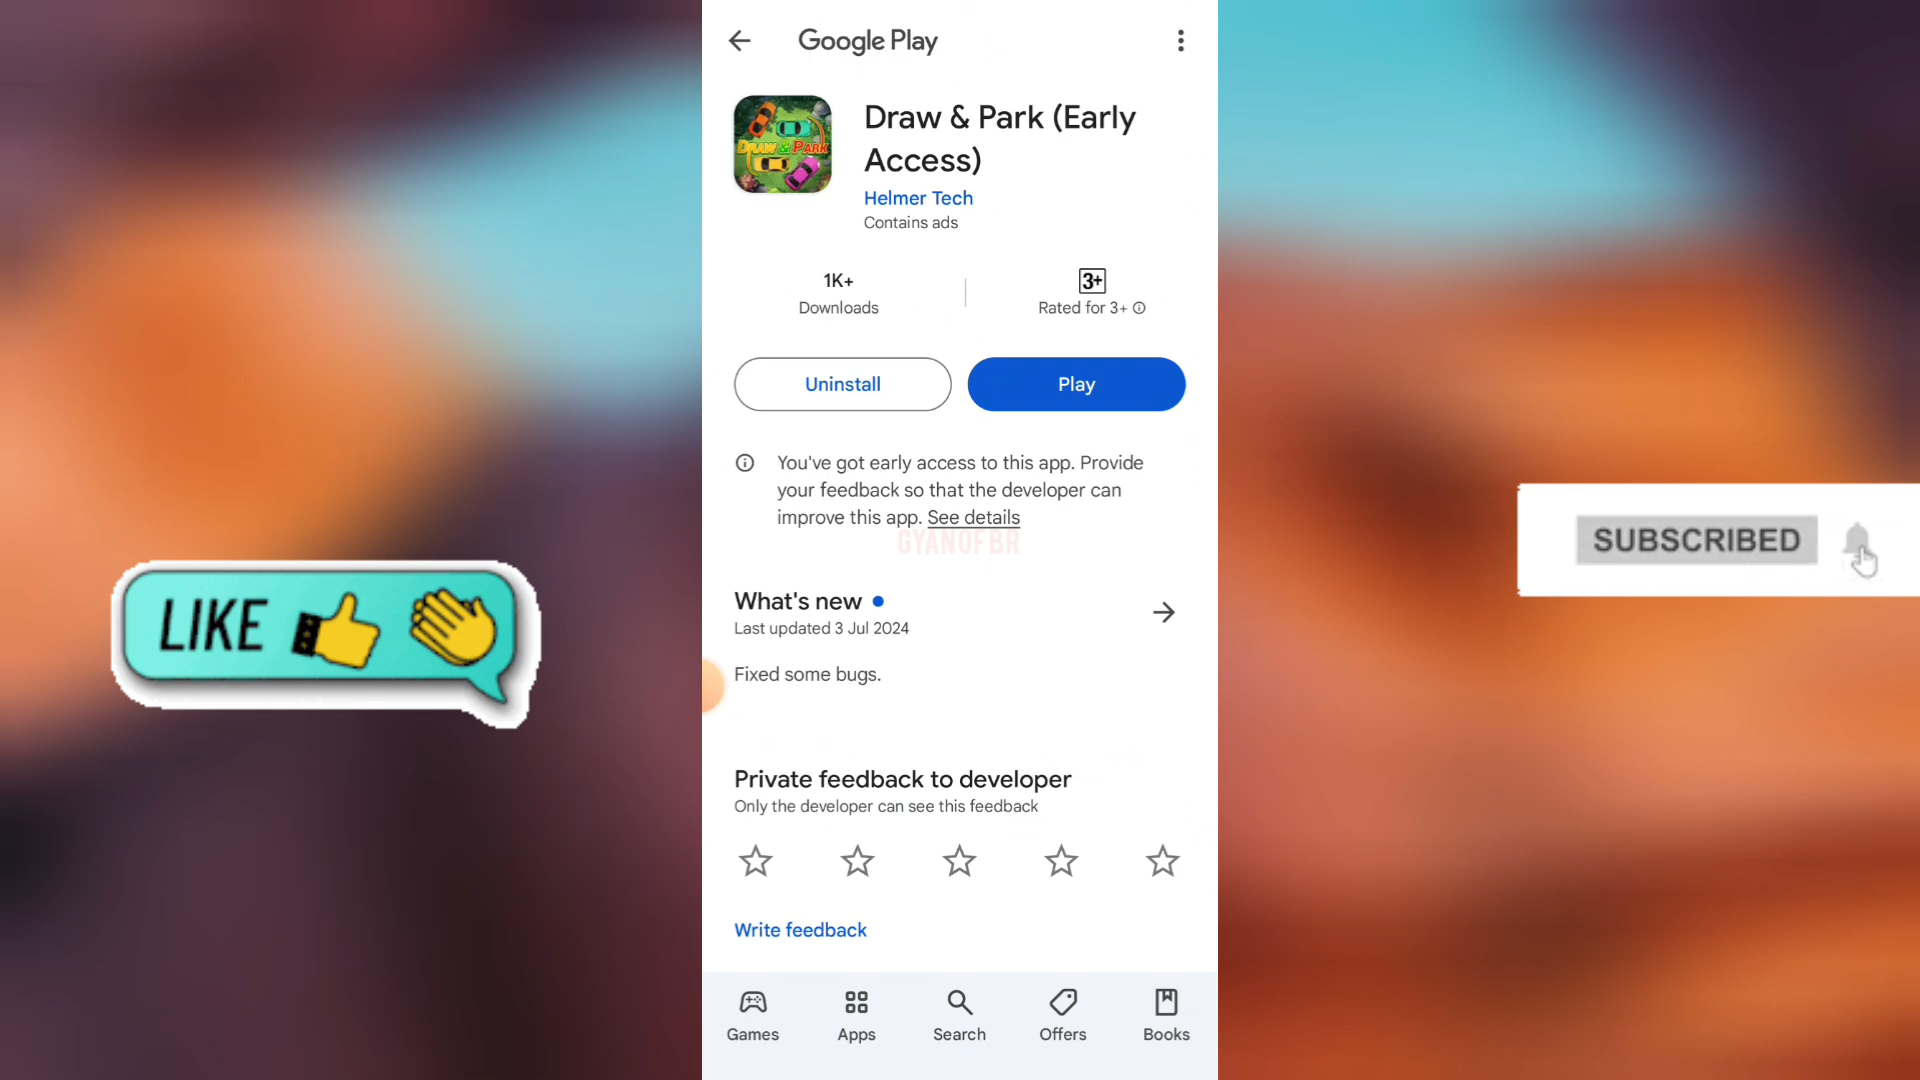 Google Play
DRAW & PARK
Draw & Park (Early
Access)
Helmer Tech
Contains ads
1K+
Downloads
3+
Rated for 3+
Uninstall
Play
You've got early access to this app. Provide
your feedback so that the developer can
improve this app. See details
GYANOFBR
What's new
Last updated 3 Jul 2024
Fixed some bugs.
Private feedback to developer
Only the developer can see this feedback
Write feedback
Games
Apps
Search
Offers
Books
LIKE
SUBSCRIBED